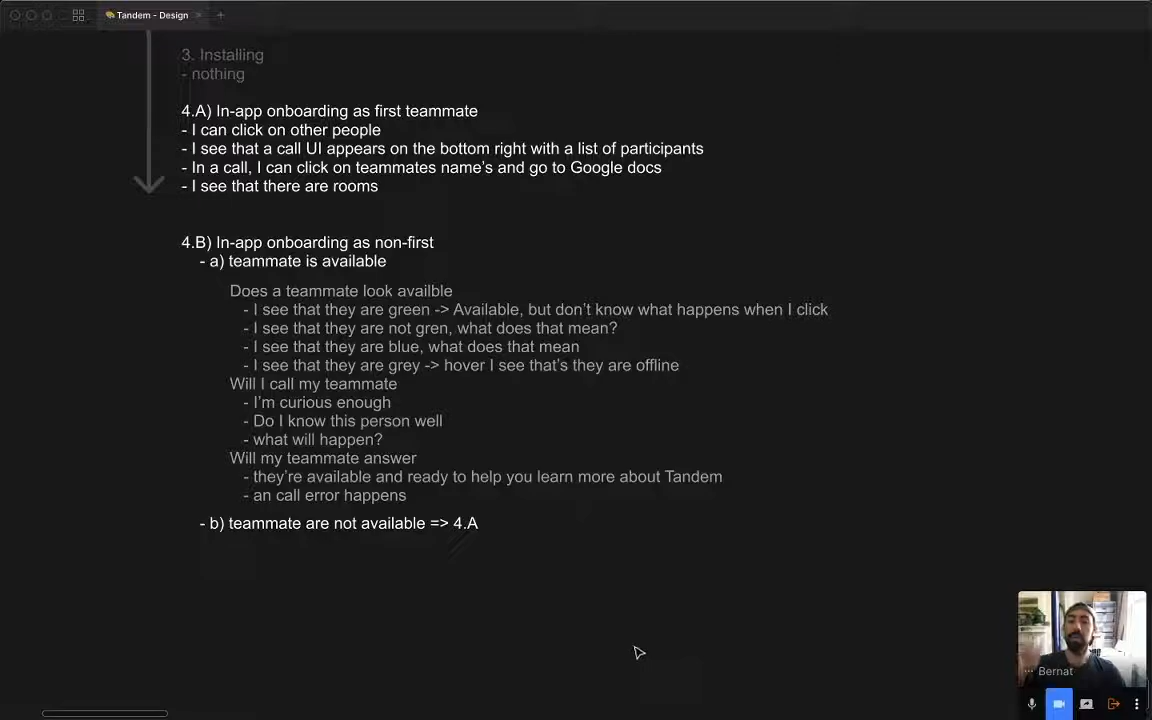 Tandem - Design
3. Installing
- nothing
4.A) In-app onboarding as first teammate
- I can click on other people
- I see that a call UI appears on the bottom right with a list of participants
- In a call, I can click on teammates name's and go to Google docs
- I see that there are rooms
4.B) In-app onboarding as non-first
- a) teammate is available
Does a teammate look availble
- I see that they are green -> Available, but don't know what happens when I click
- I see that they are not gren, what does that mean?
- I see that they are blue, what does that mean
- I see that they are grey -> hover I see that's they are offline
Will I call my teammate
- I'm curious enough
- Do I know this person well
- what will happen?
Will my teammate answer
- they're available and ready to help you learn more about Tandem
- an call error happens
- b) teammate are not available => 4.A
Bernat